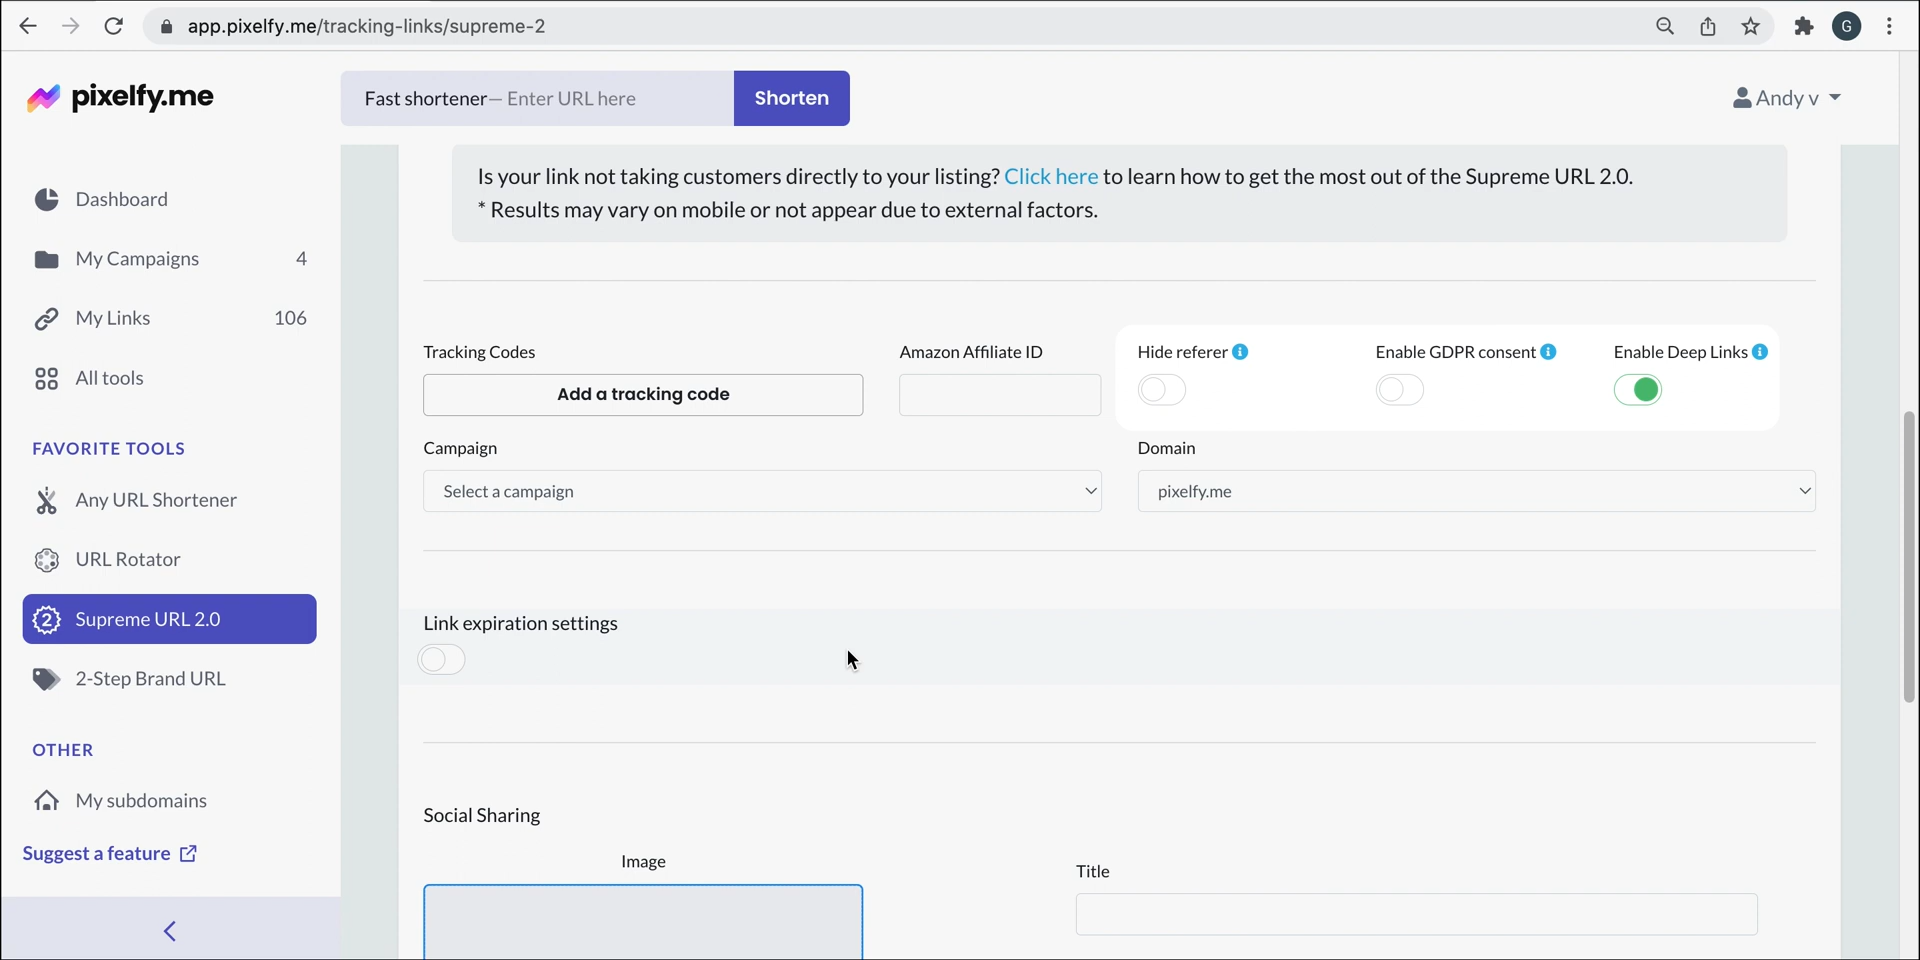 app.pixelfy.me/tracking-links/supreme-2
G
pixelfy.me
Fast shortener— Enter URL here
Shorten
Andy v
Dashboard
My Campaigns 4
My Links 106
All tools
FAVORITE TOOLS
Any URL Shortener
URL Rotator
2 Supreme URL 2.0
2-Step Brand URL
OTHER
My subdomains
Suggest a feature
Is your link not taking customers directly to your listing? Click here to learn how to get the most out of the Supreme URL 2.0.
* Results may vary on mobile or not appear due to external factors.
Tracking Codes
Add a tracking code
Amazon Affiliate ID
Hide referer i
Enable GDPR consent i
Enable Deep Links i
Campaign
Select a campaign
Domain
pixelfy.me
Link expiration settings
Social Sharing
Image
Title